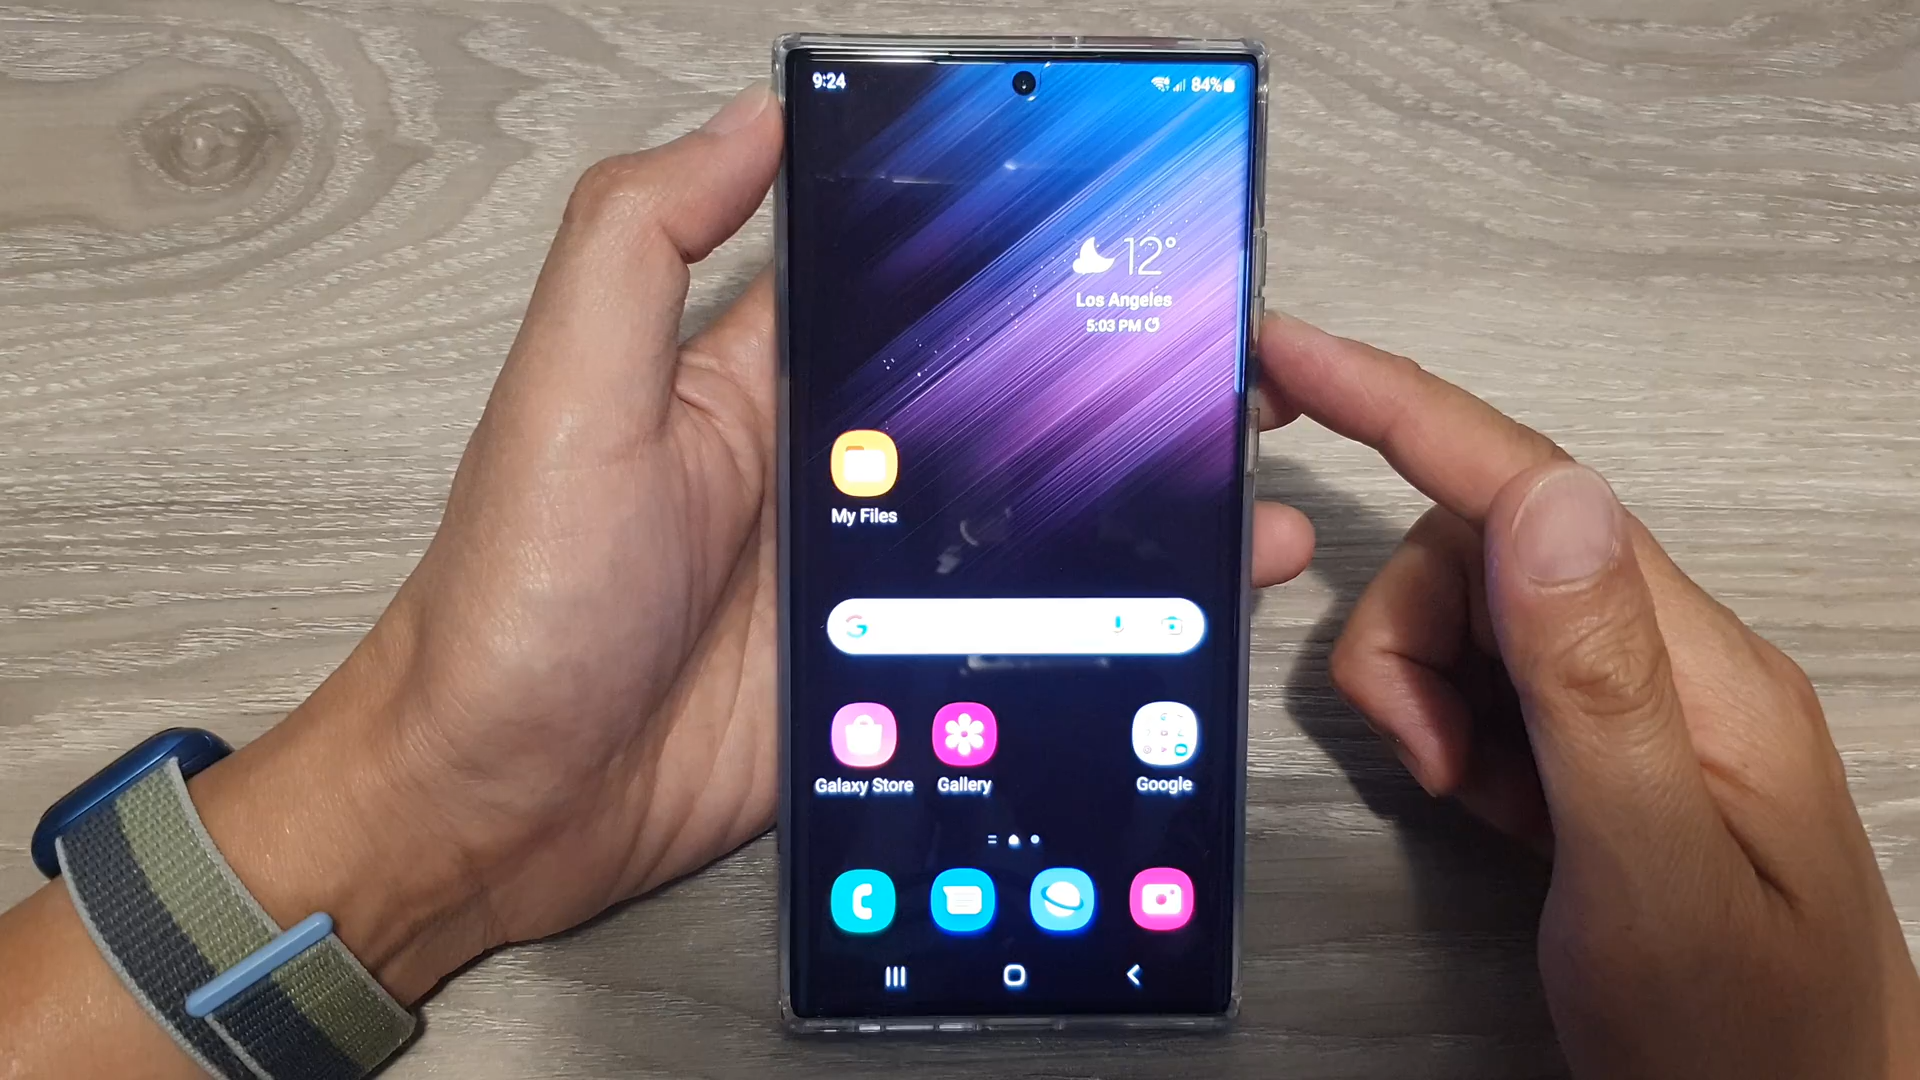 9:24
84%
12°
Los Angeles
5:03 PM
My Files
G
Galaxy Store
Gallery
Google